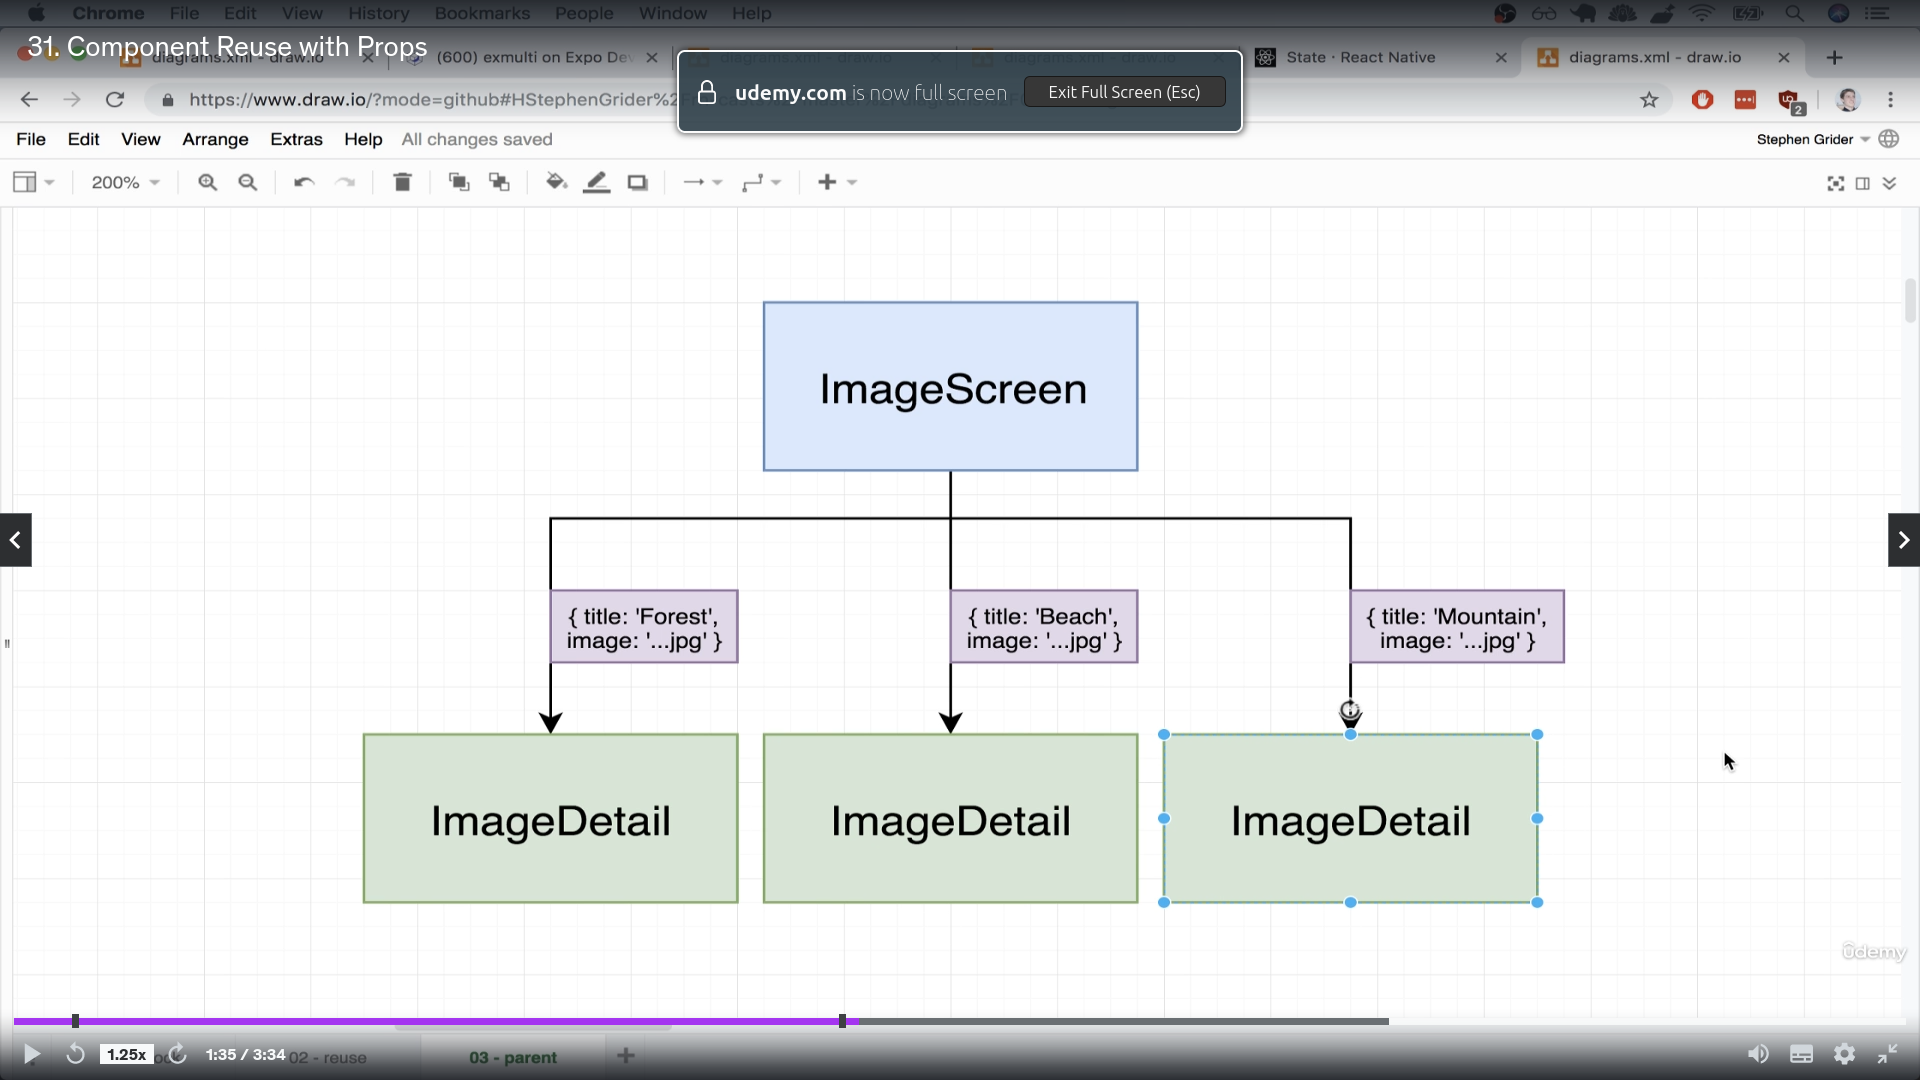 Chrome File Edit View History Bookmarks People Window Help
31. Component Reuse with Props
diagrams.xml - draw.io
(600) exmulti on Expo Dev
State · React Native
diagrams.xml - draw.io
udemy.com is now full screen
Exit Full Screen (Esc)
https://www.draw.io/?mode=github#HStephenGrider%2
2
File Edit View Arrange Extras Help All changes saved
Stephen Grider
200%
ImageScreen
{ title: 'Forest',
image: '...jpg' }
{ title: 'Beach',
image: '...jpg' }
{ title: 'Mountain',
image: '...jpg' }
ImageDetail
ImageDetail
ImageDetail
ûdemy
1.25x
1:35 / 3:34
02 - reuse
03 - parent